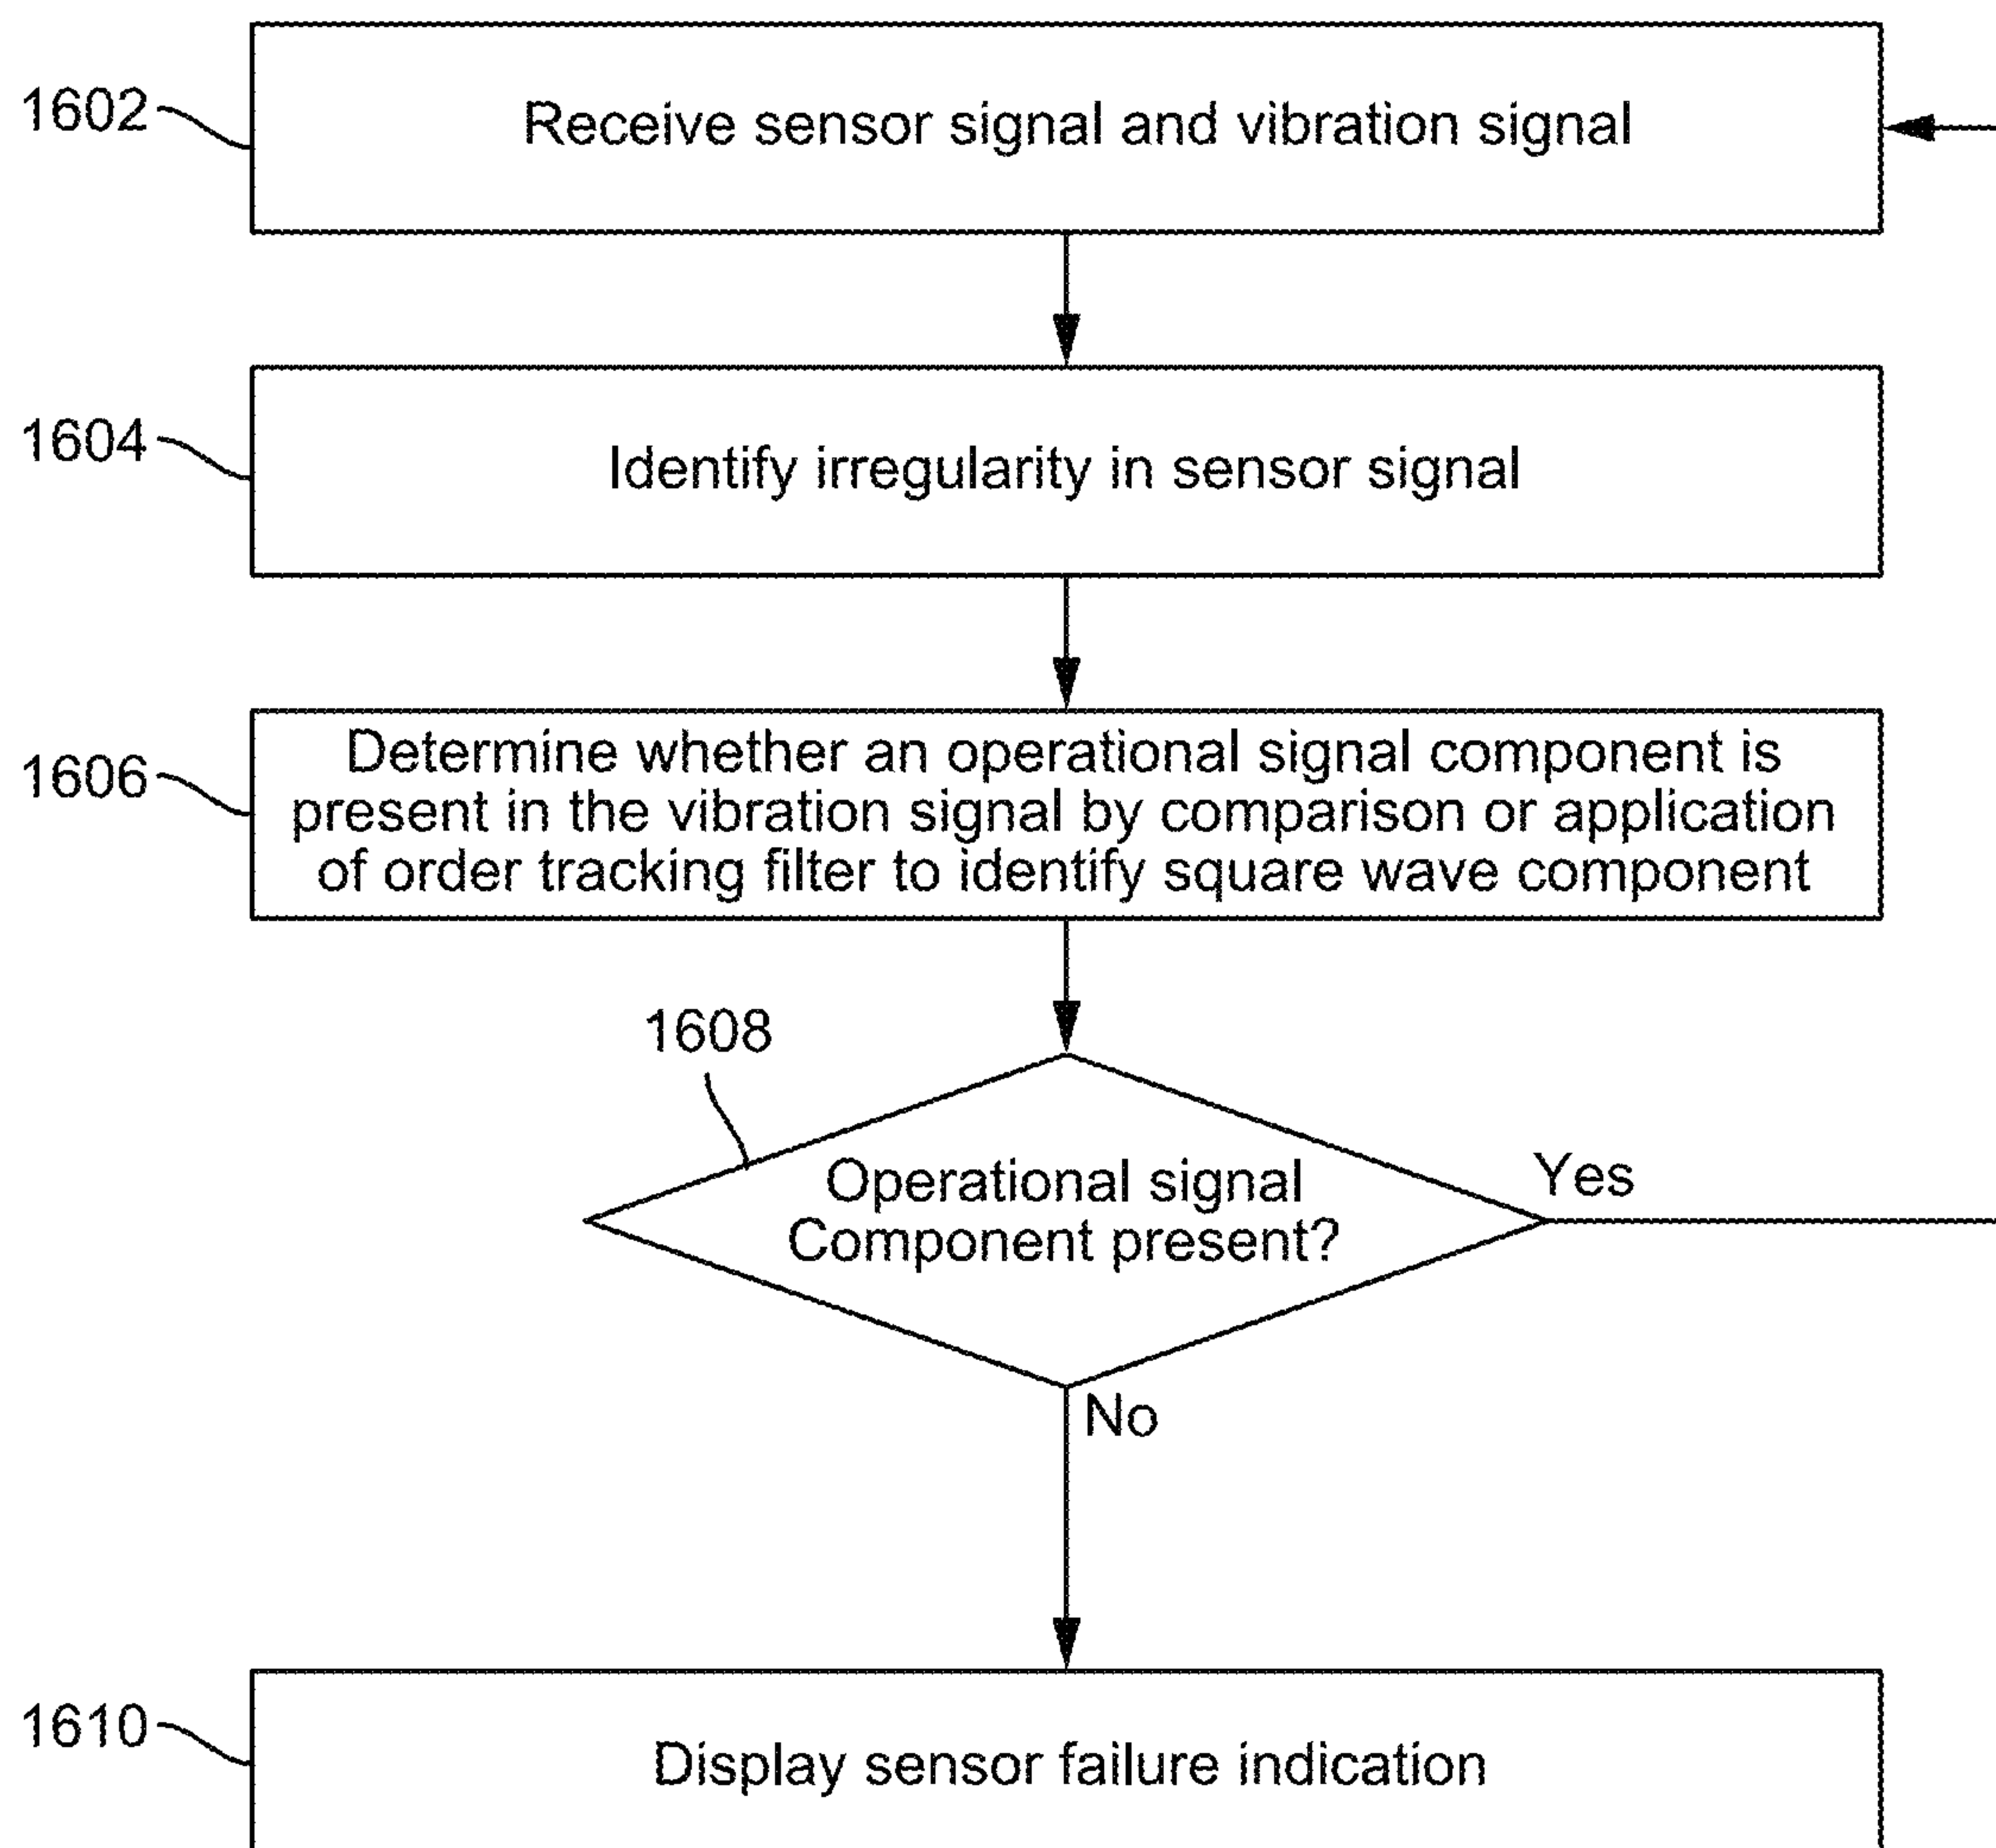 1602
Receive sensor signal and vibration signal
1604
Identify irregularity in sensor signal
1606
Determine whether an operational signal component is
present in the vibration signal by comparison or application
of order tracking filter to identify square wave component
1608
Operational signal
Component present?
Yes
No
1610
Display sensor failure indication